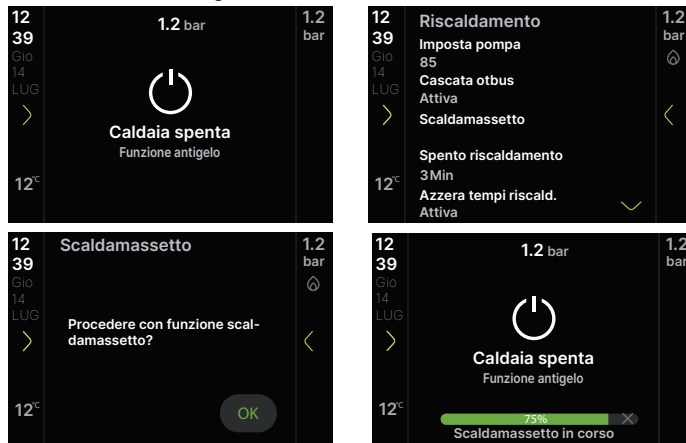 12
39
Gio
14
LUG
12°C
1.2 bar
Caldaia spenta
Funzione antigelo
1.2
bar
12
39
Gio
14
LUG
12°C
Riscaldamento
Imposta pompa
85
Cascata otbus
Attiva
Scaldamassetto
Spento riscaldamento
3Min
Azzera tempi riscald.
Attiva
1.2
bar
12
39
Gio
14
LUG
12°C
Scaldamassetto
Procedere con funzione scal-
damassetto?
OK
1.2
bar
12
39
Gio
14
LUG
12°C
1.2 bar
Caldaia spenta
Funzione antigelo
75%
Scaldamassetto in corso
1.2
bar